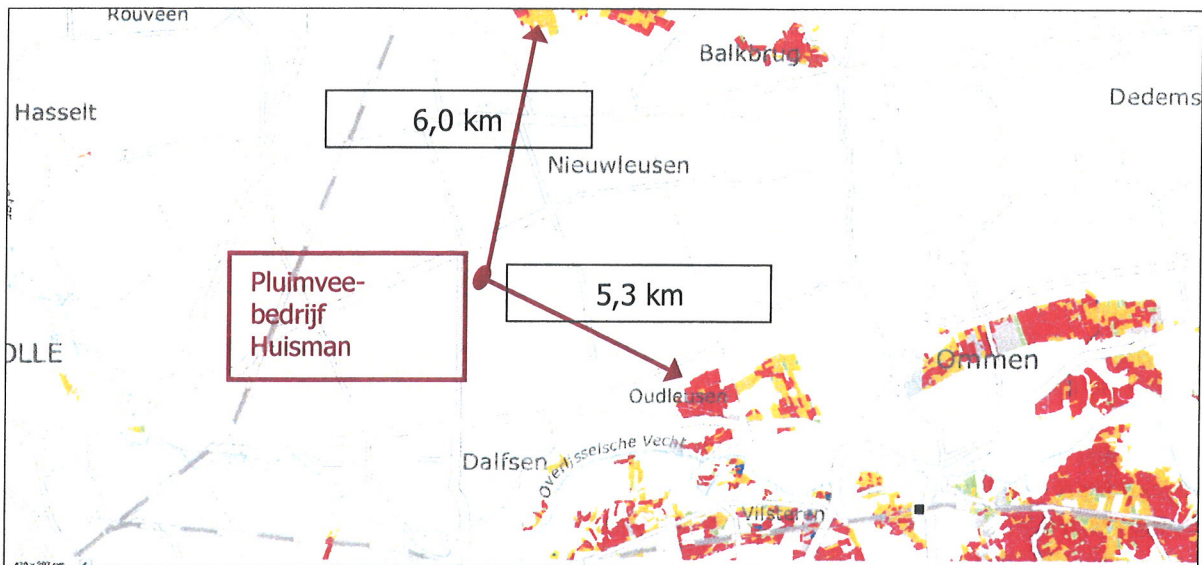 Rouveen
Balkbrug
Hasselt
Dedems
6,0 km
Nieuwleusen
Pluimvee-
bedrijf
Huisman
5,3 km
OLLE
Ommen
Oudleusen
Overijsselsche Vecht
Dalfsen
Vilsteren